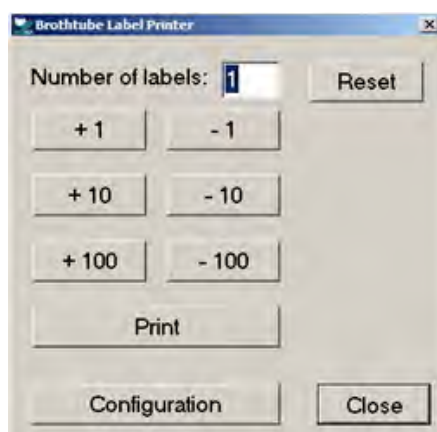 Brothtube Label Printer
Number of labels: 1 Reset
+ 1 - 1
+ 10 - 10
+ 100 - 100
Print
Configuration Close